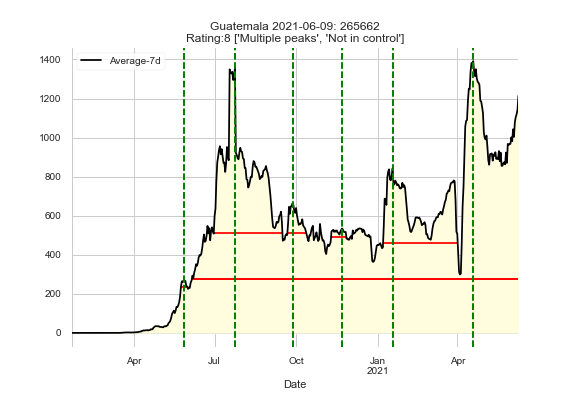 Guatemala 2021-06-09: 265662
Rating:8 ['Multiple peaks', 'Not in control']
Average-7d
1400
1200
1000
800
600
400
200
0
Apr
Jul
Oct
Jan
2021
Apr
Date